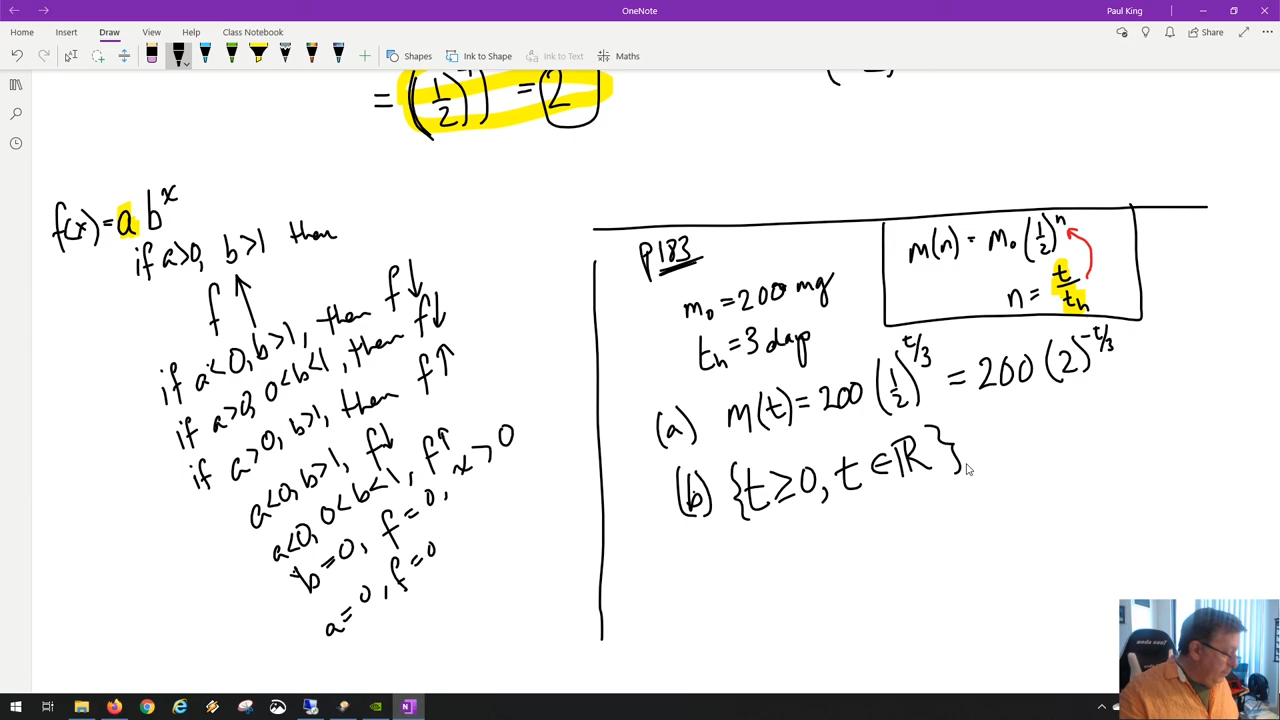 OneNote
Paul King
Home Insert Draw View History Class Notebook Share
Shapes Ink to Shape Ink to Text Maths
= (1/2) = 2
f(x) = a b^x
if a>0, b>1 then
f
if a<0, b>1, then f↓
if a>0, 0<b<1, then f↓
if a>0, b>1, then f↑
a<0, b>1, f↓
a<0, 0<b<1, f↑
b=0, f=0, x>0
a=0, f=0
p183
m₀ = 200 mg
t_h = 3 days
m(n) = m₀ (1/2)^n
n = t/t_h
(a) m(t) = 200 (1/2)^{t/3} = 200 (2)^{-t/3}
(b) {t ≥ 0, t ∈ ℝ}